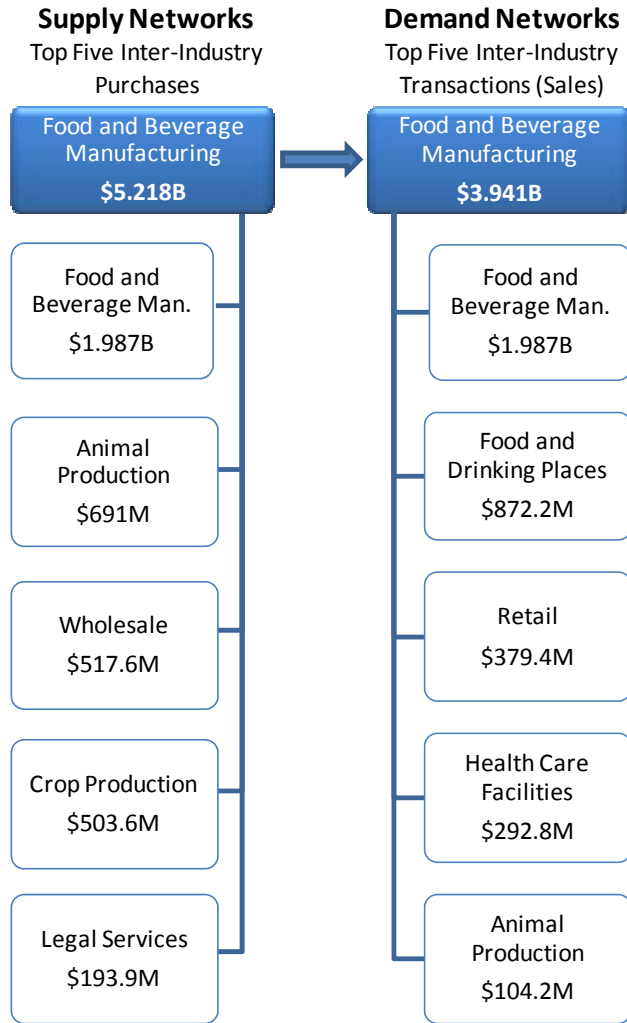 Supply Networks
Top Five Inter-Industry
Purchases
Food and Beverage
Manufacturing
$5.218B
Food and
Beverage Man.
$1.987B
Animal
Production
$691M
Wholesale
$517.6M
Crop Production
$503.6M
Legal Services
$193.9M
Demand Networks
Top Five Inter-Industry
Transactions (Sales)
Food and Beverage
Manufacturing
$3.941B
Food and
Beverage Man.
$1.987B
Food and
Drinking Places
$872.2M
Retail
$379.4M
Health Care
Facilities
$292.8M
Animal
Production
$104.2M